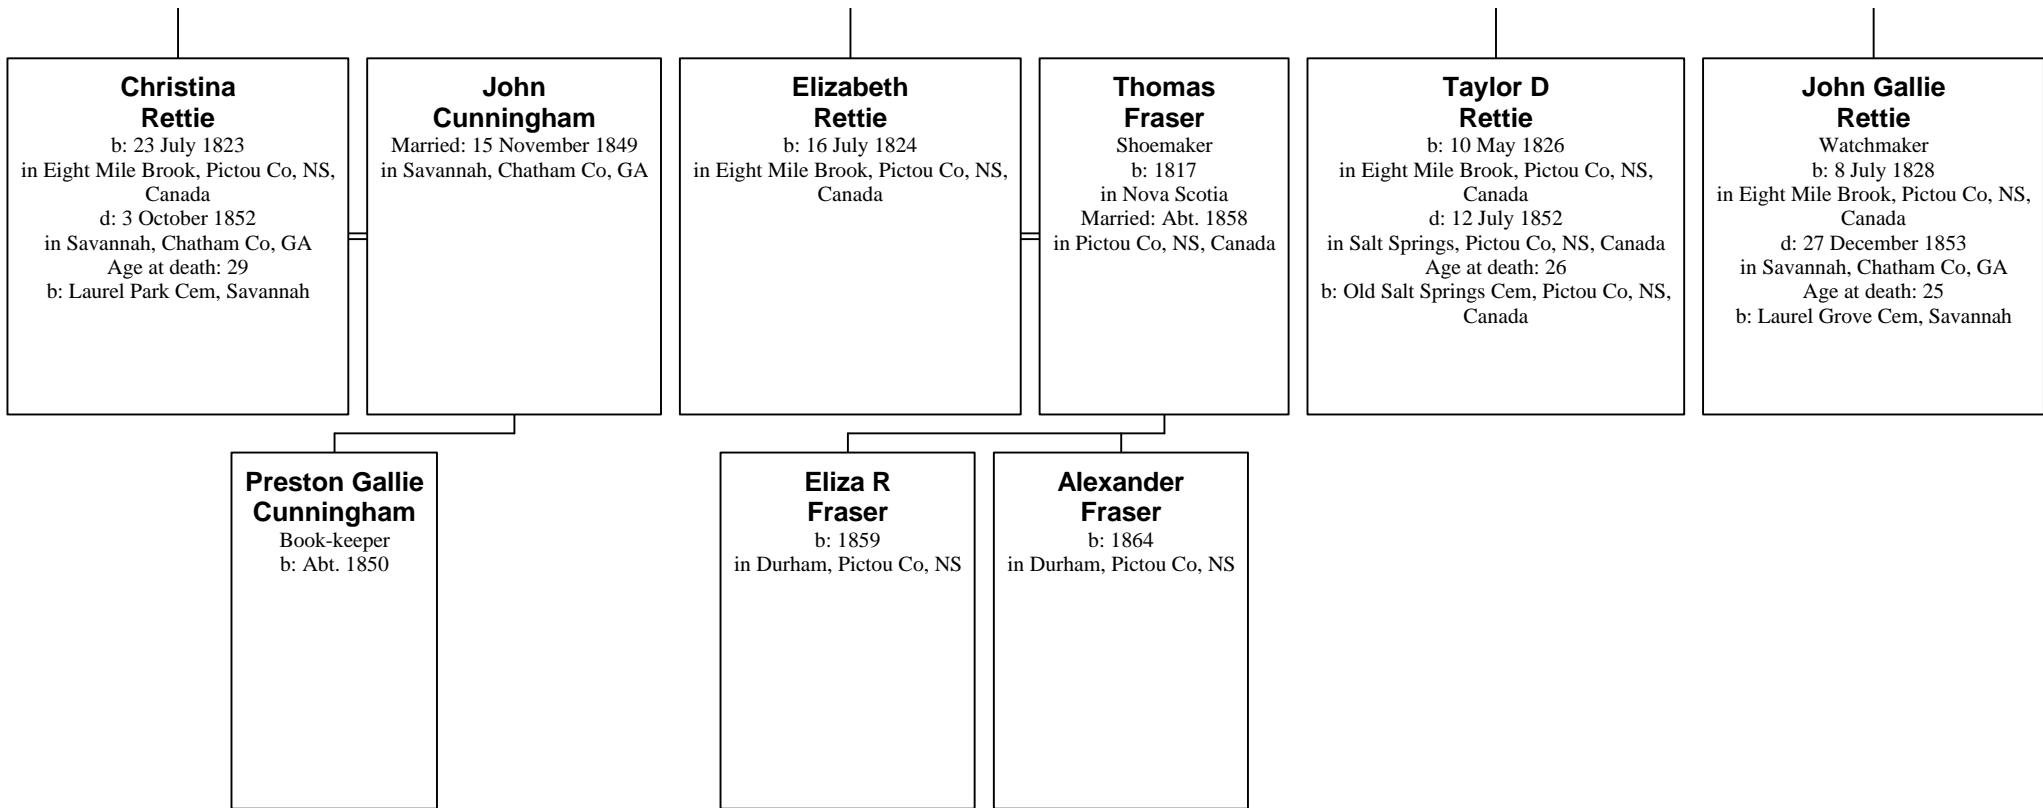 Christina
Rettie
b: 23 July 1823
in Eight Mile Brook, Pictou Co, NS,
Canada
d: 3 October 1852
in Savannah, Chatham Co, GA
Age at death: 29
b: Laurel Park Cem, Savannah
John
Cunningham
Married: 15 November 1849
in Savannah, Chatham Co, GA
Elizabeth
Rettie
b: 16 July 1824
in Eight Mile Brook, Pictou Co, NS,
Canada
Thomas
Fraser
Shoemaker
b: 1817
in Nova Scotia
Married: Abt. 1858
in Pictou Co, NS, Canada
Taylor D
Rettie
b: 10 May 1826
in Eight Mile Brook, Pictou Co, NS,
Canada
d: 12 July 1852
in Salt Springs, Pictou Co, NS, Canada
Age at death: 26
b: Old Salt Springs Cem, Pictou Co, NS,
Canada
John Gallie
Rettie
Watchmaker
b: 8 July 1828
in Eight Mile Brook, Pictou Co, NS,
Canada
d: 27 December 1853
in Savannah, Chatham Co, GA
Age at death: 25
b: Laurel Grove Cem, Savannah
Preston Gallie
Cunningham
Book-keeper
b: Abt. 1850
Eliza R
Fraser
b: 1859
in Durham, Pictou Co, NS
Alexander
Fraser
b: 1864
in Durham, Pictou Co, NS